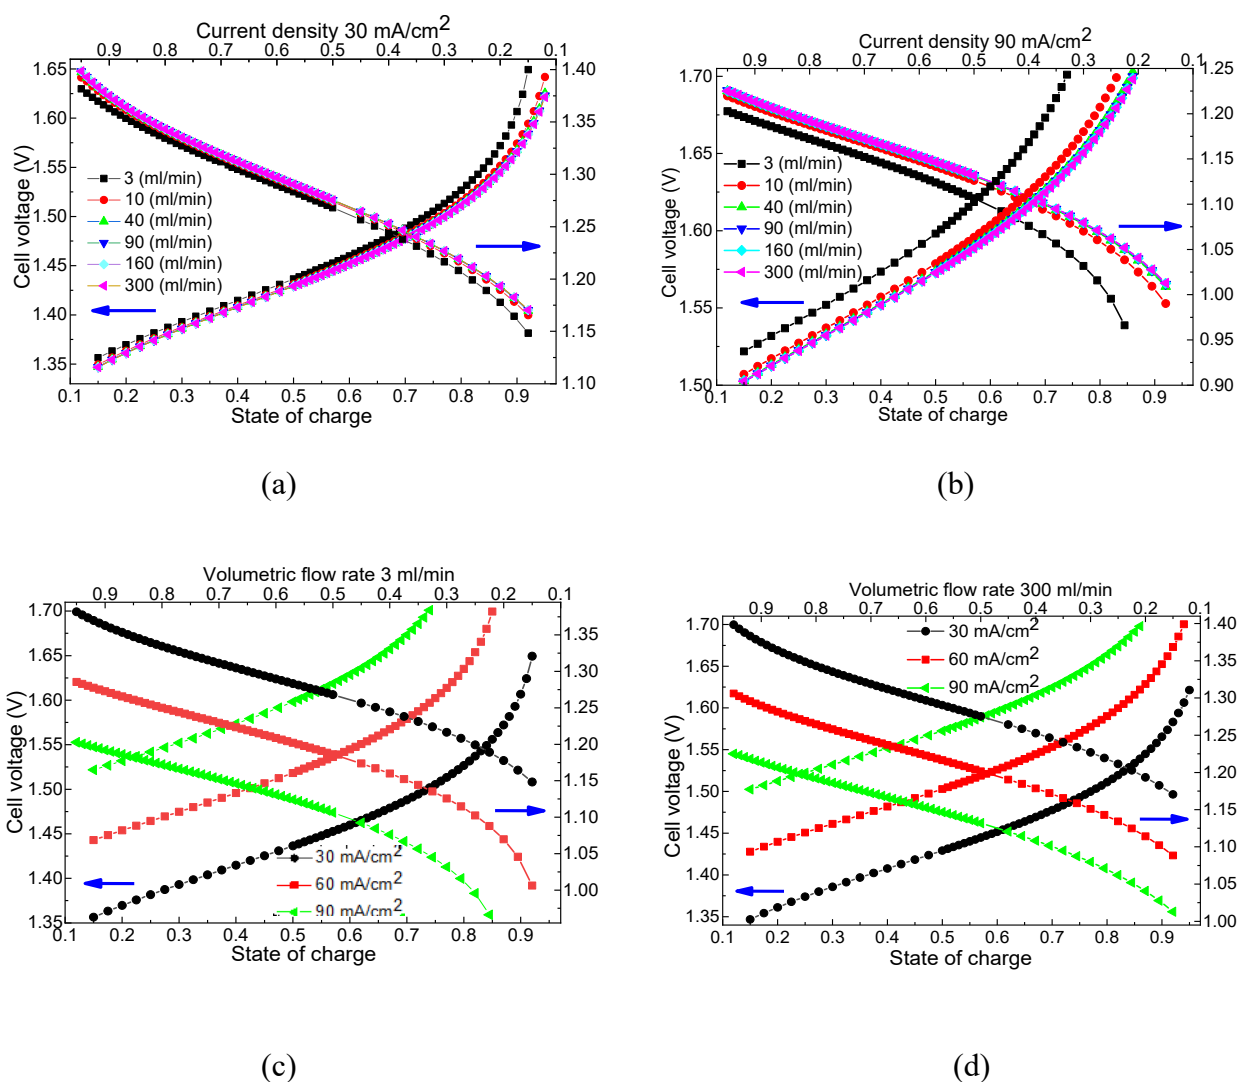 Current density 30 mA/cm2
0.9 0.8 0.7 0.6 0.5 0.4 0.3 0.2 0.1
1.65 1.60 1.55 1.50 1.45 1.40 1.35
Cell voltage (V)
3 (ml/min)
10 (ml/min)
40 (ml/min)
90 (ml/min)
160 (ml/min)
300 (ml/min)
1.40 1.35 1.30 1.25 1.20 1.15 1.10
0.1 0.2 0.3 0.4 0.5 0.6 0.7 0.8 0.9
State of charge
(a)
Current density 90 mA/cm2
0.9 0.8 0.7 0.6 0.5 0.4 0.3 0.2 0.1
1.70 1.65 1.60 1.55 1.50
Cell voltage (V)
3 (ml/min)
10 (ml/min)
40 (ml/min)
90 (ml/min)
160 (ml/min)
300 (ml/min)
1.25 1.20 1.15 1.10 1.05 1.00 0.95 0.90
0.1 0.2 0.3 0.4 0.5 0.6 0.7 0.8 0.9
State of charge
(b)
Volumetric flow rate 3 ml/min
0.9 0.8 0.7 0.6 0.5 0.4 0.3 0.2 0.1
1.70 1.65 1.60 1.55 1.50 1.45 1.40 1.35
Cell voltage (V)
30 mA/cm2
60 mA/cm2
90 mA/cm2
1.35 1.30 1.25 1.20 1.15 1.10 1.05 1.00
0.1 0.2 0.3 0.4 0.5 0.6 0.7 0.8 0.9
State of charge
(c)
Volumetric flow rate 300 ml/min
0.9 0.8 0.7 0.6 0.5 0.4 0.3 0.2 0.1
1.70 1.65 1.60 1.55 1.50 1.45 1.40 1.35
Cell voltage (V)
30 mA/cm2
60 mA/cm2
90 mA/cm2
1.40 1.35 1.30 1.25 1.20 1.15 1.10 1.05 1.00
0.1 0.2 0.3 0.4 0.5 0.6 0.7 0.8 0.9
State of charge
(d)